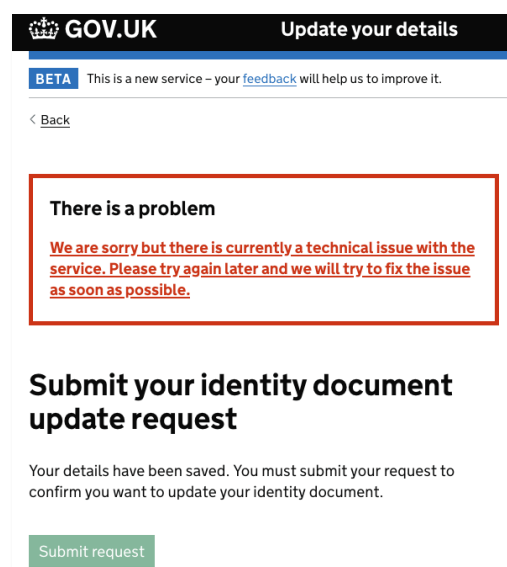 GOV.UK Update your details
BETA This is a new service – your feedback will help us to improve it.
Back
There is a problem
We are sorry but there is currently a technical issue with the
service. Please try again later and we will try to fix the issue
as soon as possible.
Submit your identity document
update request
Your details have been saved. You must submit your request to
confirm you want to update your identity document.
Submit request